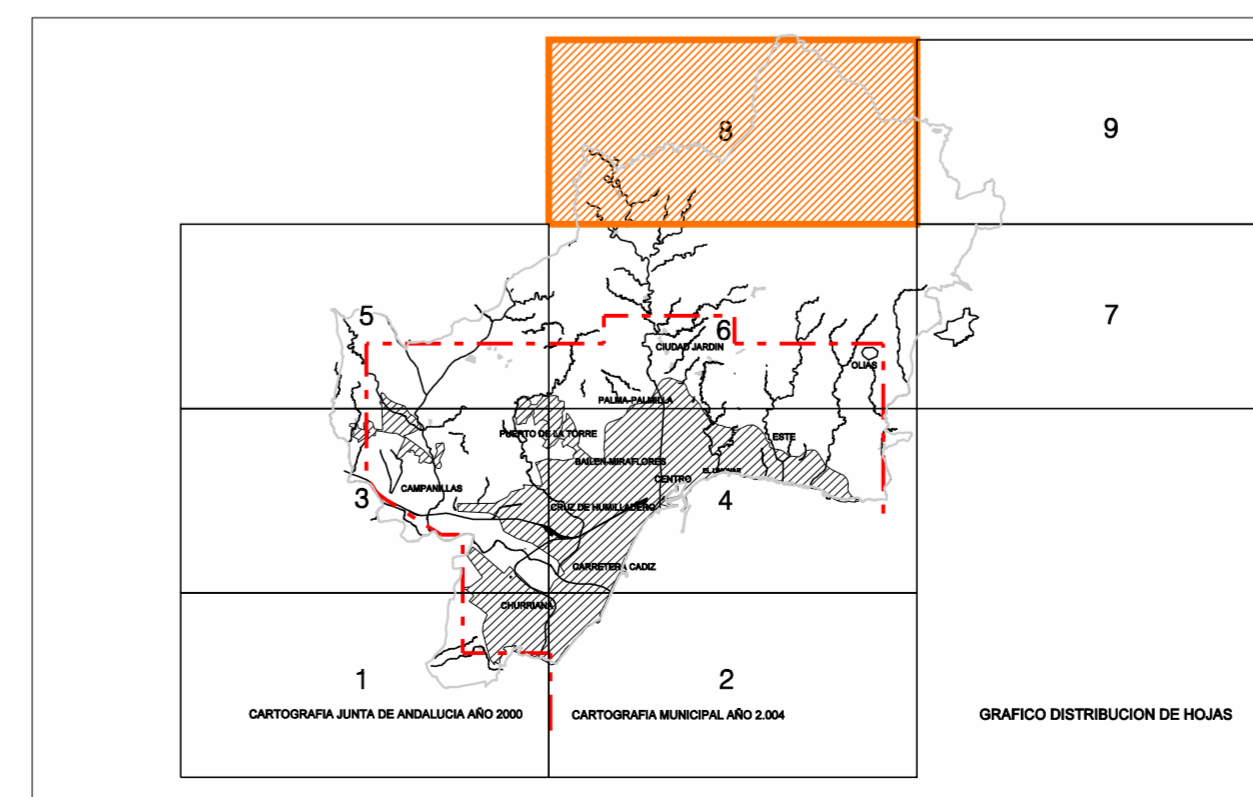 8
9
5
6
7
CIUDAD JARDIN
OLIAS
PALMA-PALMILLA
PUERTO DE LA TORRE
ESTE
BAILEN-MIRAFLORES
CENTRO
CAMPANILLAS
3
4
CRUZ DE HUMILLADERO
CARRETERA CADIZ
CHURRIANA
1
2
CARTOGRAFIA JUNTA DE ANDALUCIA AÑO 2000
CARTOGRAFIA MUNICIPAL AÑO 2.004
GRAFICO DISTRIBUCION DE HOJAS